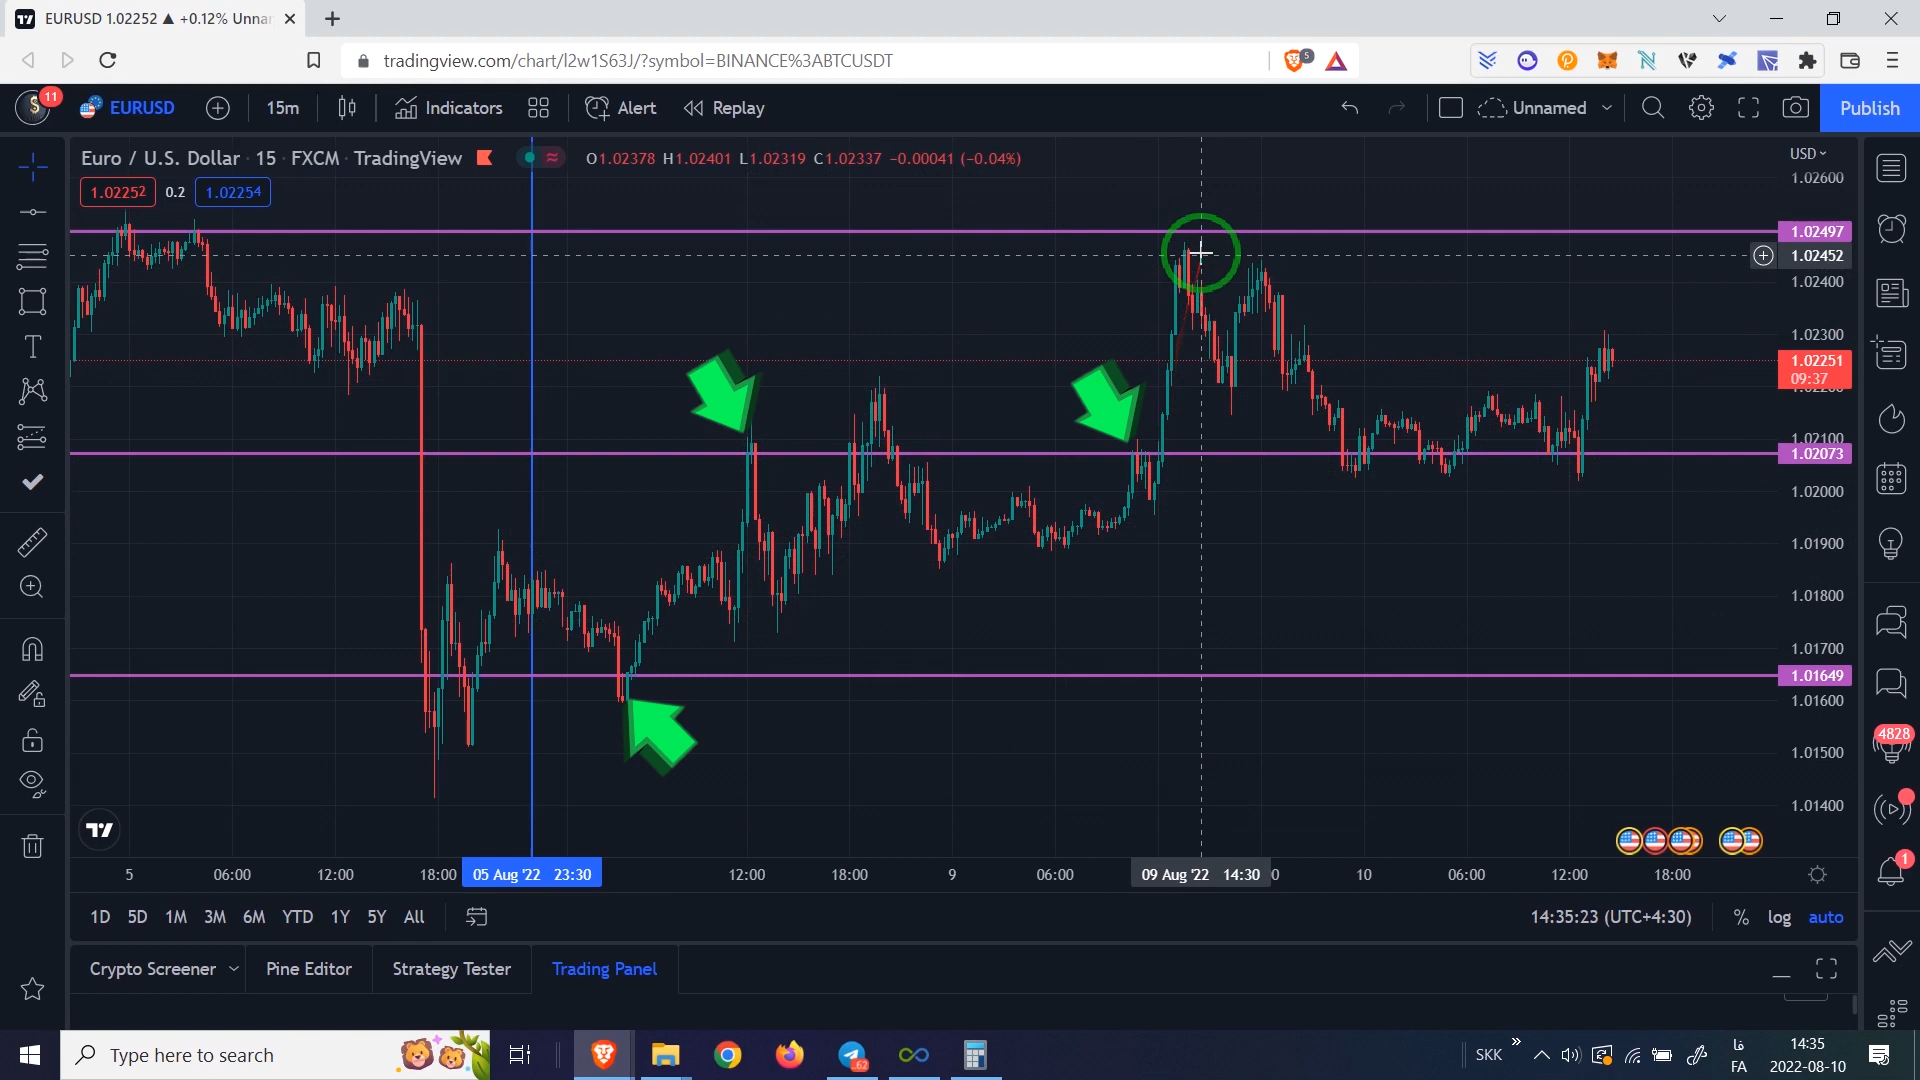 EURUSD 1.02252 ▲ +0.12% Unnar
tradingview.com/chart/l2w1S63J/?symbol=BINANCE%3ABTCUSDT
5
11
EURUSD
15m
Indicators
Alert
Replay
Unnamed
Publish
Euro / U.S. Dollar · 15 · FXCM · TradingView
O1.02378 H1.02401 L1.02319 C1.02337 −0.00041 (−0.04%)
USD
1.02252
0.2
1.02254
1.02600
1.02497
1.02452
1.02400
1.02300
1.02251
09:37
1.02100
1.02073
1.02000
1.01900
1.01800
1.01700
1.01649
1.01600
1.01500
1.01400
4828
1
5
06:00
12:00
18:00
05 Aug '22 23:30
12:00
18:00
9
06:00
09 Aug '22 14:30
0
10
06:00
12:00
18:00
1D 5D 1M 3M 6M YTD 1Y 5Y All
14:35:23 (UTC+4:30)
% log auto
Crypto Screener
Pine Editor
Strategy Tester
Trading Panel
Type here to search
62
SKK
فا
FA
14:35
2022-08-10